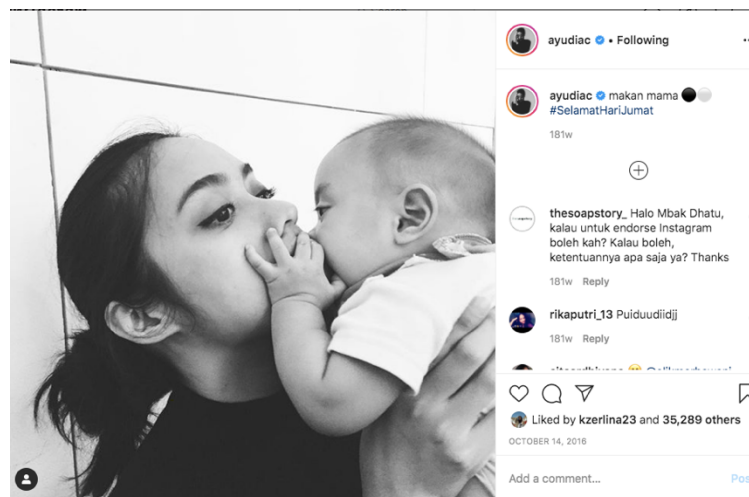 ayudiac • Following
ayudiac makan mama ⚫⚪
#SelamatHariJumat
181w
thesoapstory_ Halo Mbak Dhatu,
kalau untuk endorse Instagram
boleh kah? Kalau boleh,
ketentuannya apa saja ya? Thanks
181w Reply
rikaputri_13 Puiduudiidjj
181w Reply
Liked by kzerlina23 and 35,289 others
OCTOBER 14, 2016
Add a comment...